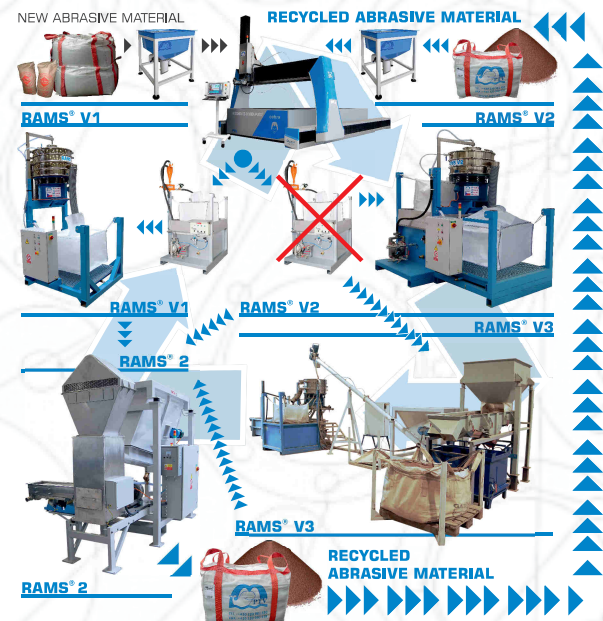 NEW ABRASIVE MATERIAL
RECYCLED ABRASIVE MATERIAL
RAMS® V1
RAMS® V2
RAMS® V1
RAMS® V2
RAMS® V3
RAMS® 2
RAMS® V3
RECYCLED
ABRASIVE MATERIAL
RAMS® 2
PTV